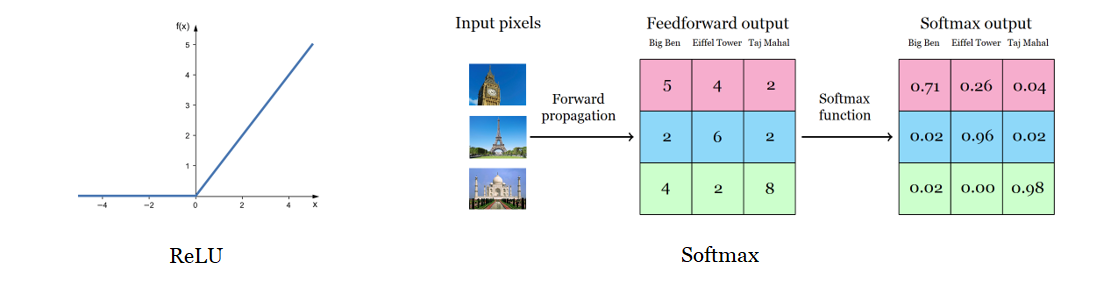 f(x)
5
4
3
2
1
−4 −2 0 2 4 x
ReLU
Input pixels
Forward
propagation
Feedforward output
Big Ben Eiffel Tower Taj Mahal
5 4 2
2 6 2
4 2 8
Softmax
function
Softmax output
Big Ben Eiffel Tower Taj Mahal
0.71 0.26 0.04
0.02 0.96 0.02
0.02 0.00 0.98
Softmax